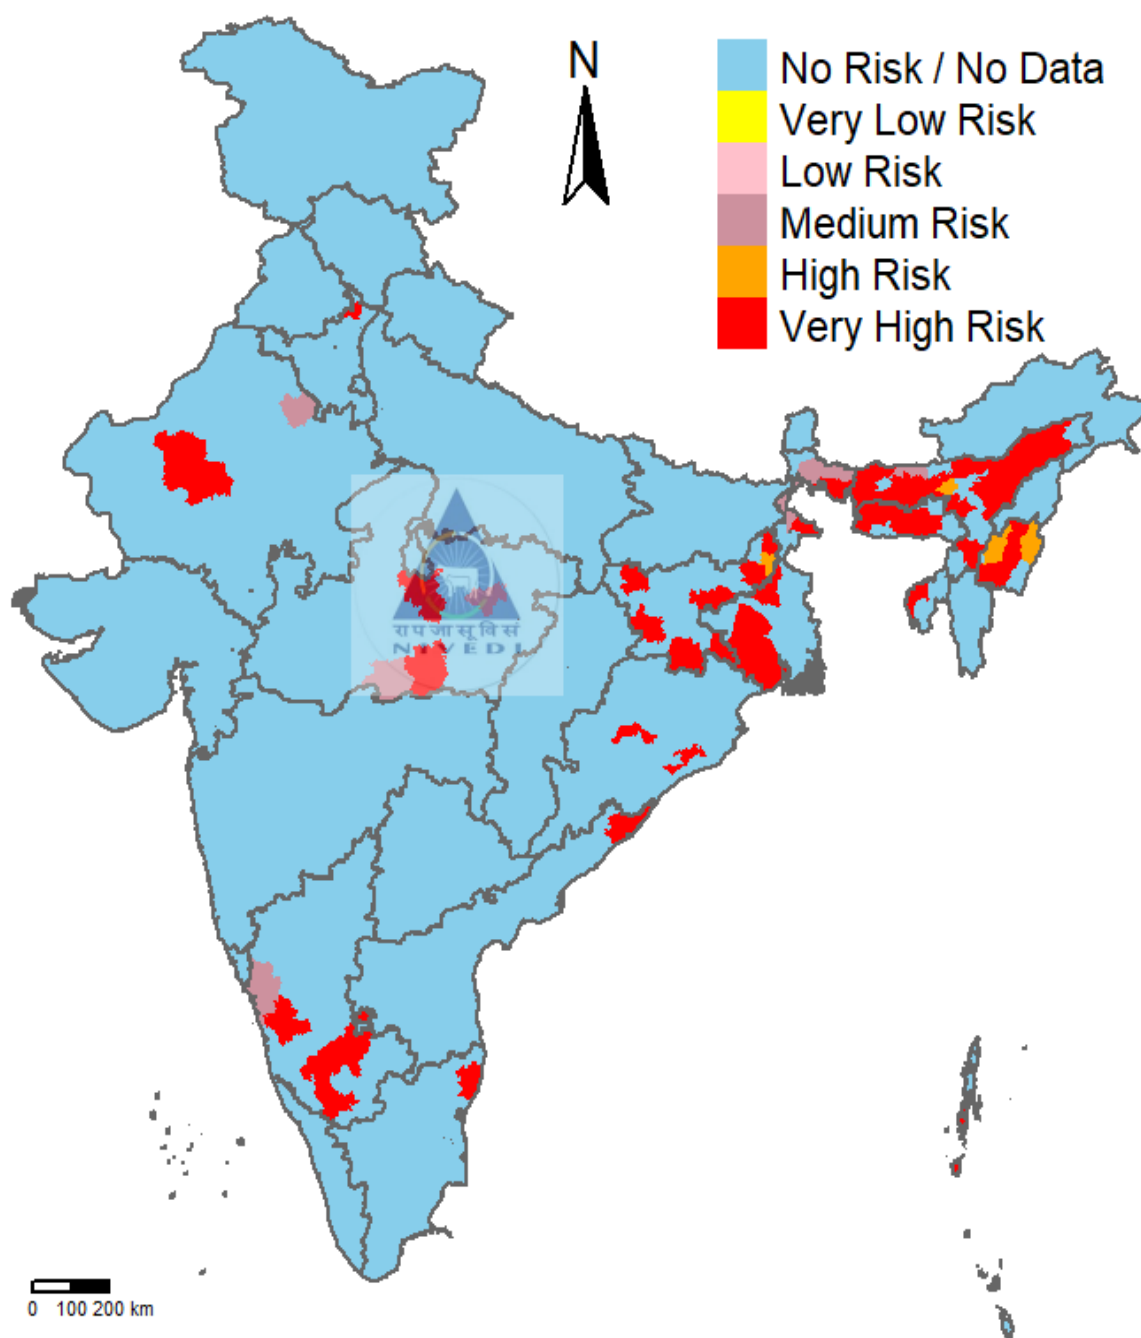 N
No Risk / No Data
Very Low Risk
Low Risk
Medium Risk
High Risk
Very High Risk
राप जा सू वि सं
NIVEDI
0 100 200 km